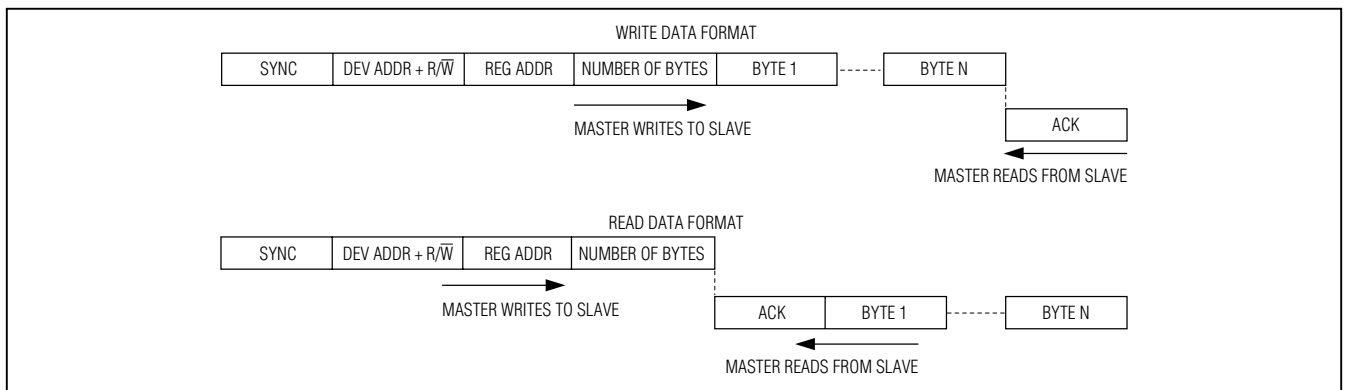 WRITE DATA FORMAT
SYNC DEV ADDR + R/W̅ REG ADDR NUMBER OF BYTES BYTE 1 BYTE N
MASTER WRITES TO SLAVE
ACK
MASTER READS FROM SLAVE
READ DATA FORMAT
SYNC DEV ADDR + R/W̅ REG ADDR NUMBER OF BYTES
MASTER WRITES TO SLAVE
ACK BYTE 1 BYTE N
MASTER READS FROM SLAVE